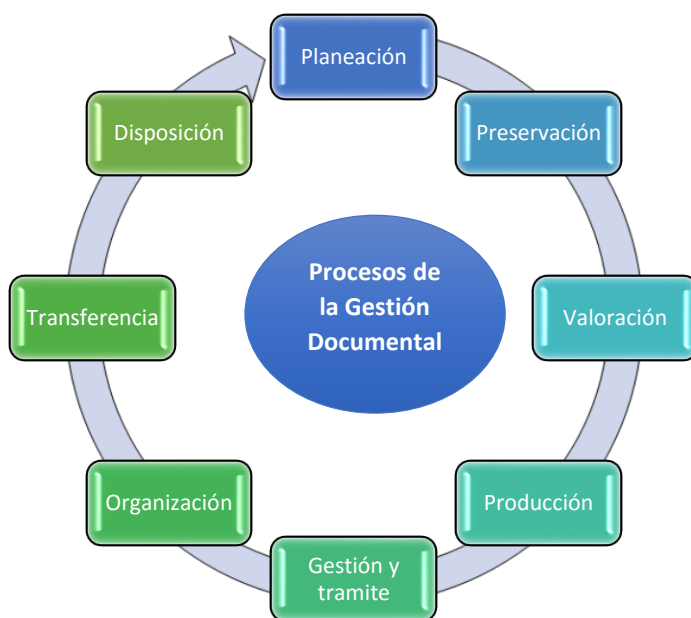 Planeación
Preservación
Valoración
Producción
Gestión y
tramite
Organización
Transferencia
Disposición
Procesos de
la Gestión
Documental